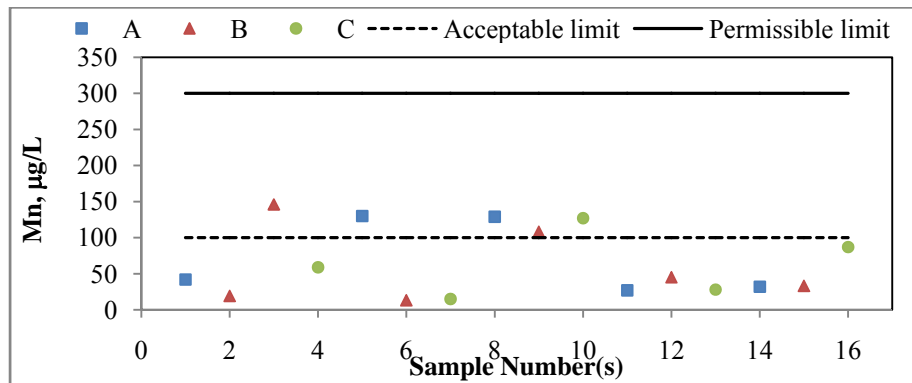 A B C Acceptable limit Permissible limit
350
300
250
200
150
100
50
0
Mn, µg/L
0 2 4 6 8 10 12 14 16
Sample Number(s)